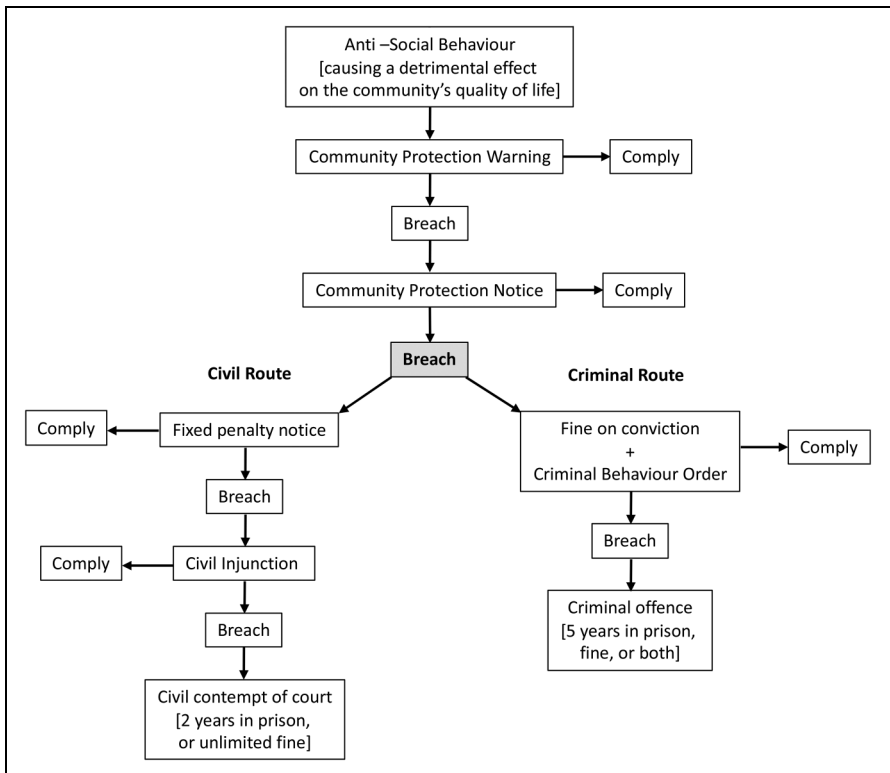 Anti –Social Behaviour
[causing a detrimental effect
on the community's quality of life]
Community Protection Warning
Comply
Breach
Community Protection Notice
Comply
Breach
Civil Route
Criminal Route
Comply
Fixed penalty notice
Fine on conviction
+
Criminal Behaviour Order
Comply
Breach
Breach
Comply
Civil Injunction
Criminal offence
[5 years in prison,
fine, or both]
Breach
Civil contempt of court
[2 years in prison,
or unlimited fine]